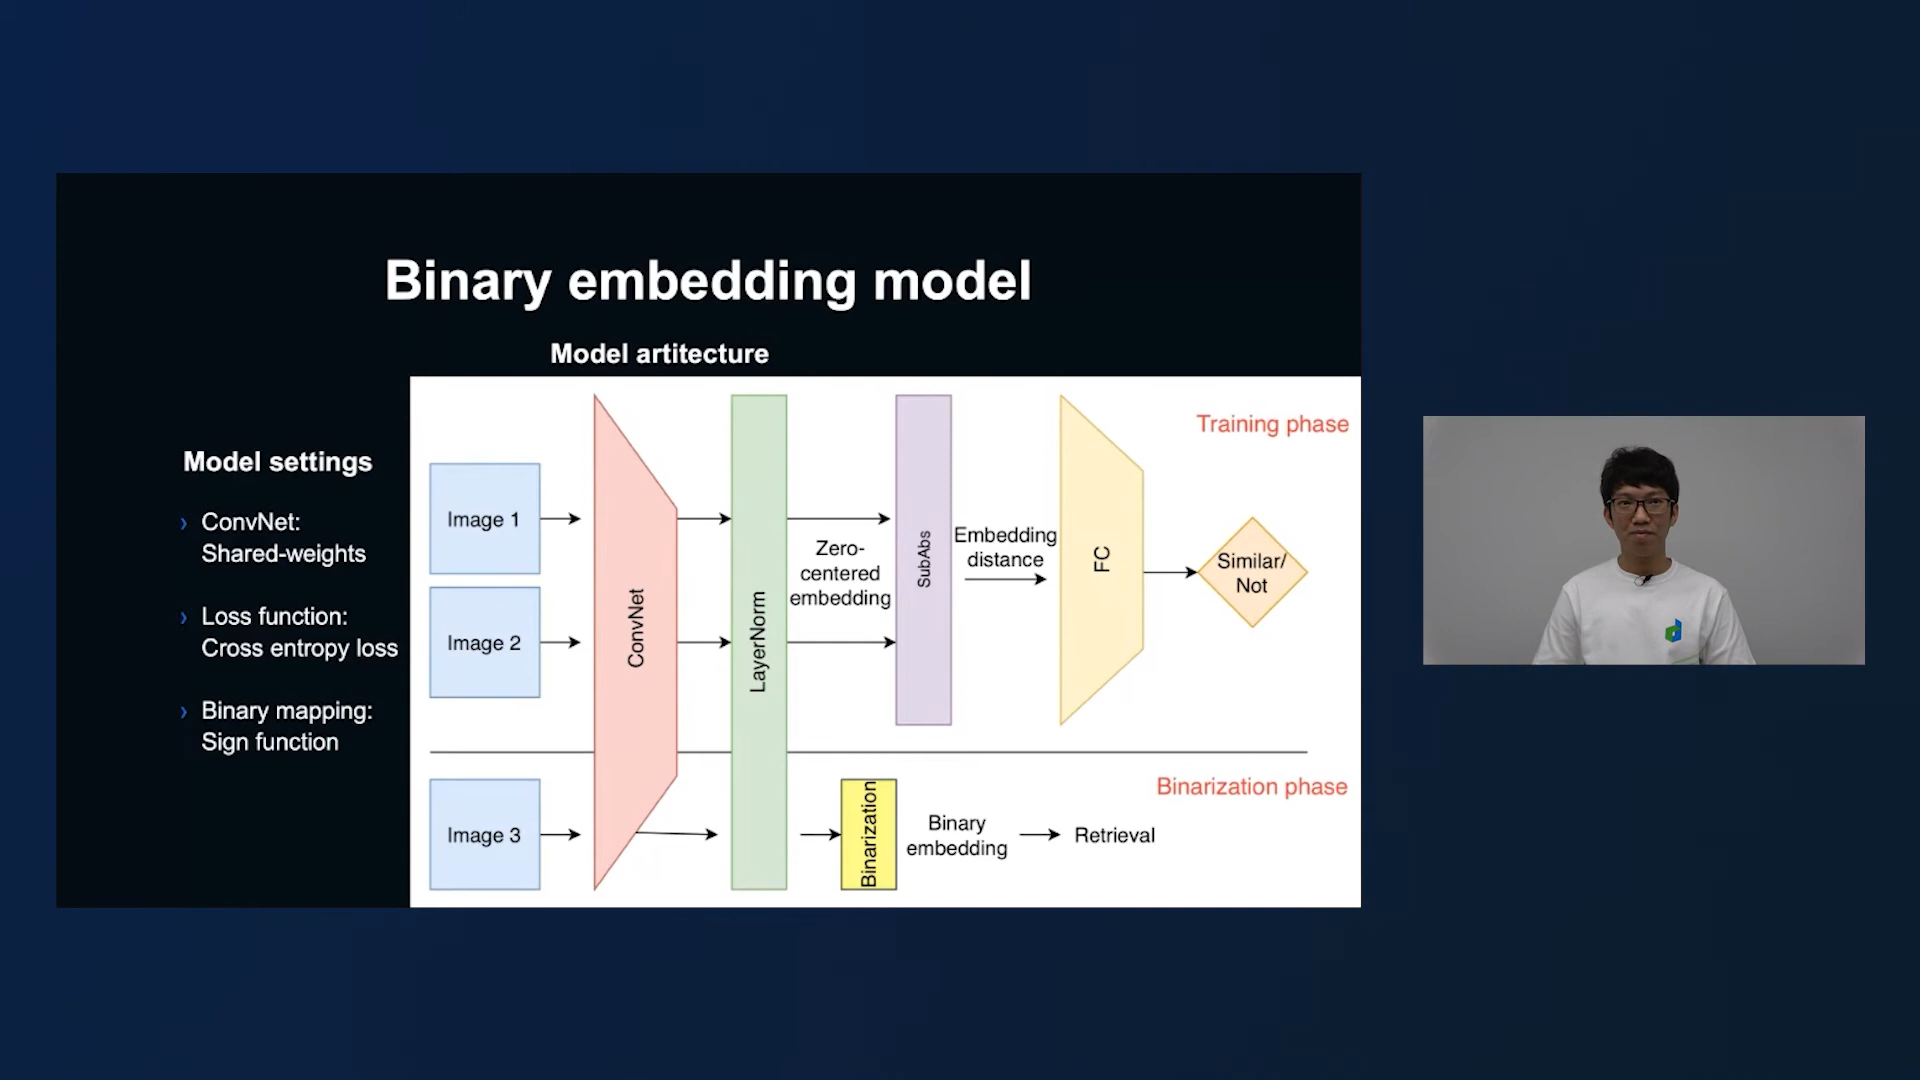 Binary embedding model
Model artitecture
Model settings
› ConvNet:
Shared-weights
› Loss function:
Cross entropy loss
› Binary mapping:
Sign function
Training phase
Image 1
Image 2
ConvNet
LayerNorm
Zero-
centered
embedding
SubAbs
Embedding
distance
FC
Similar/
Not
Binarization phase
Image 3
Binarization
Binary
embedding
Retrieval